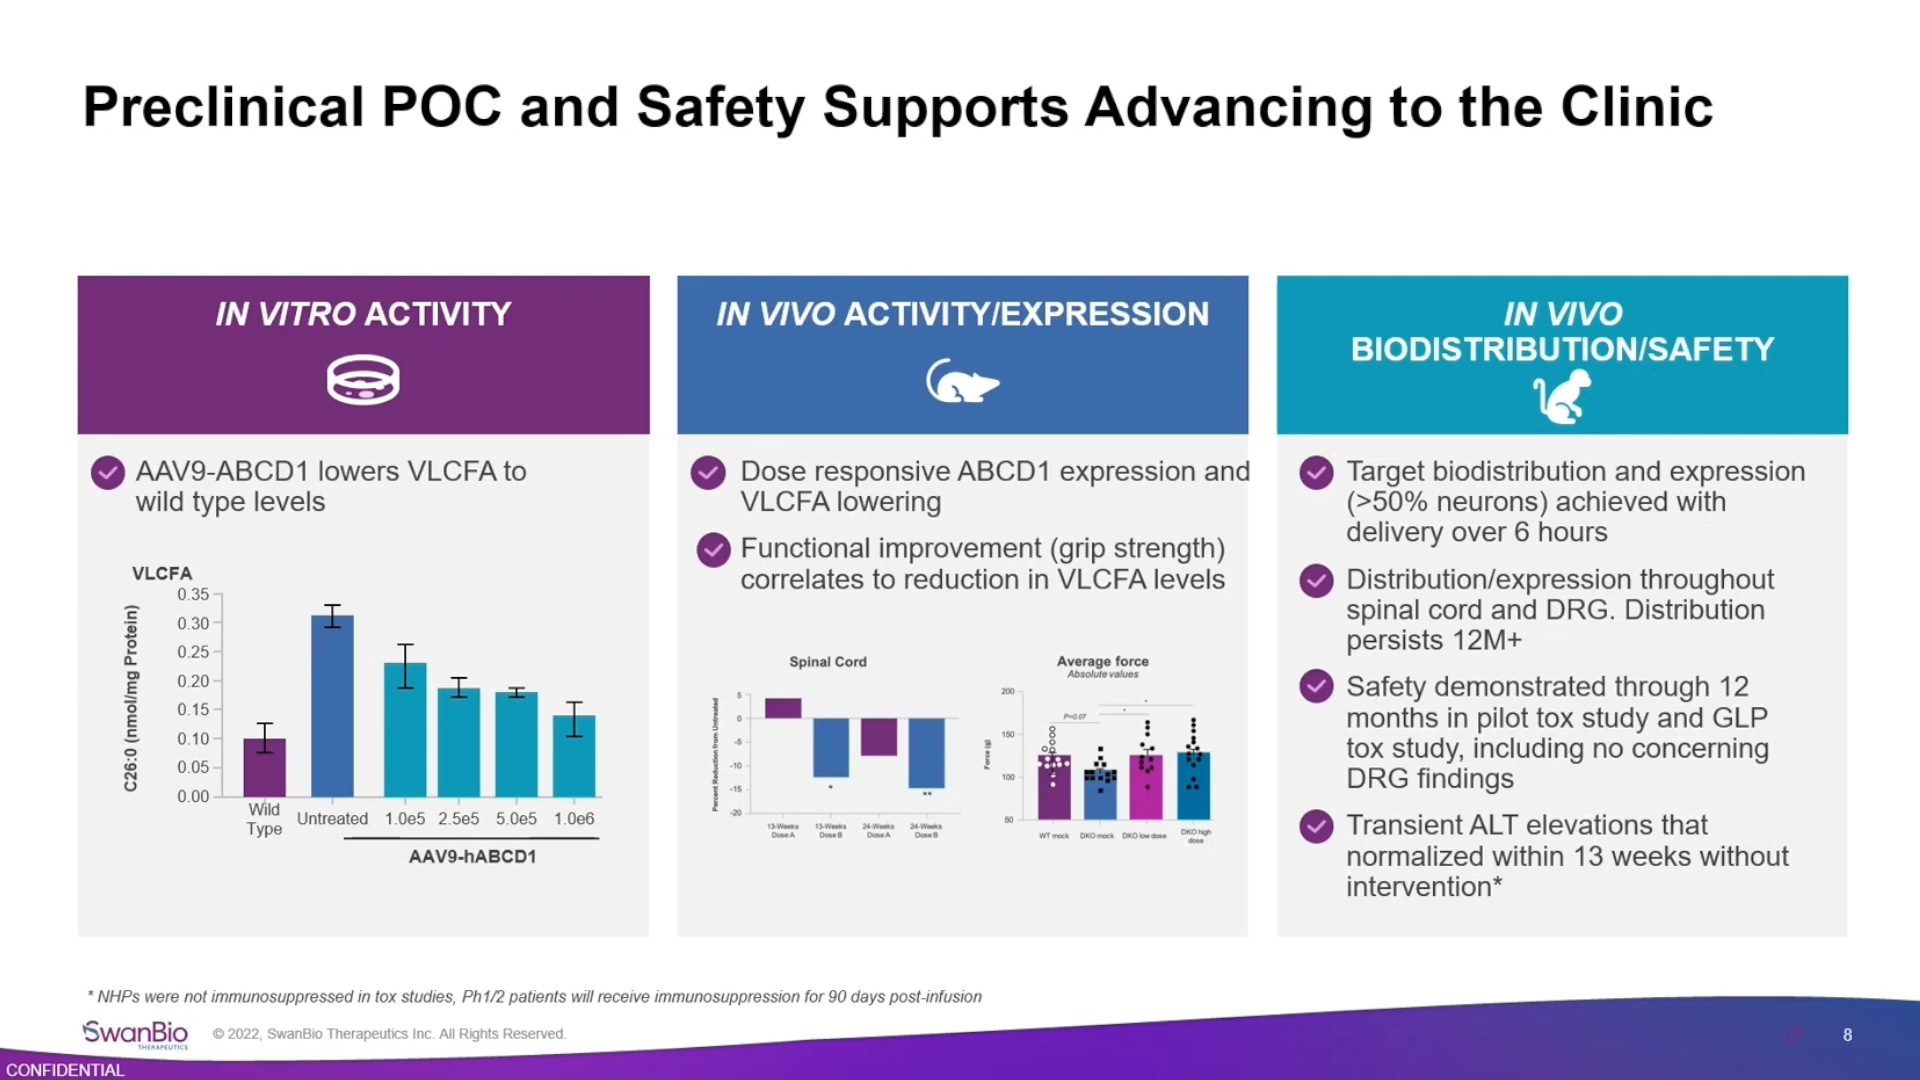 Preclinical POC and Safety Supports Advancing to the Clinic
IN VITRO ACTIVITY
AAV9-ABCD1 lowers VLCFA to
wild type levels
VLCFA
C26:0 (nmol/mg Protein)
0.35
0.30
0.25
0.20
0.15
0.10
0.05
0.00
Wild
Type
Untreated
1.0e5
2.5e5
5.0e5
1.0e6
AAV9-hABCD1
IN VIVO ACTIVITY/EXPRESSION
Dose responsive ABCD1 expression and
VLCFA lowering
Functional improvement (grip strength)
correlates to reduction in VLCFA levels
Spinal Cord
Percent Reduction from Untreated
5
0
-5
-10
-15
-20
*
**
13-Weeks
Dose A
13-Weeks
Dose B
24-Weeks
Dose A
24-Weeks
Dose B
Average force
Absolute values
Force (g)
200
150
100
50
P=0.07
*
*
WT mock
DKO mock
DKO low dose
DKO high
dose
IN VIVO
BIODISTRIBUTION/SAFETY
Target biodistribution and expression
(>50% neurons) achieved with
delivery over 6 hours
Distribution/expression throughout
spinal cord and DRG. Distribution
persists 12M+
Safety demonstrated through 12
months in pilot tox study and GLP
tox study, including no concerning
DRG findings
Transient ALT elevations that
normalized within 13 weeks without
intervention*
* NHPs were not immunosuppressed in tox studies, Ph1/2 patients will receive immunosuppression for 90 days post-infusion
SwanBio
THERAPEUTICS
© 2022, SwanBio Therapeutics Inc. All Rights Reserved.
8
CONFIDENTIAL